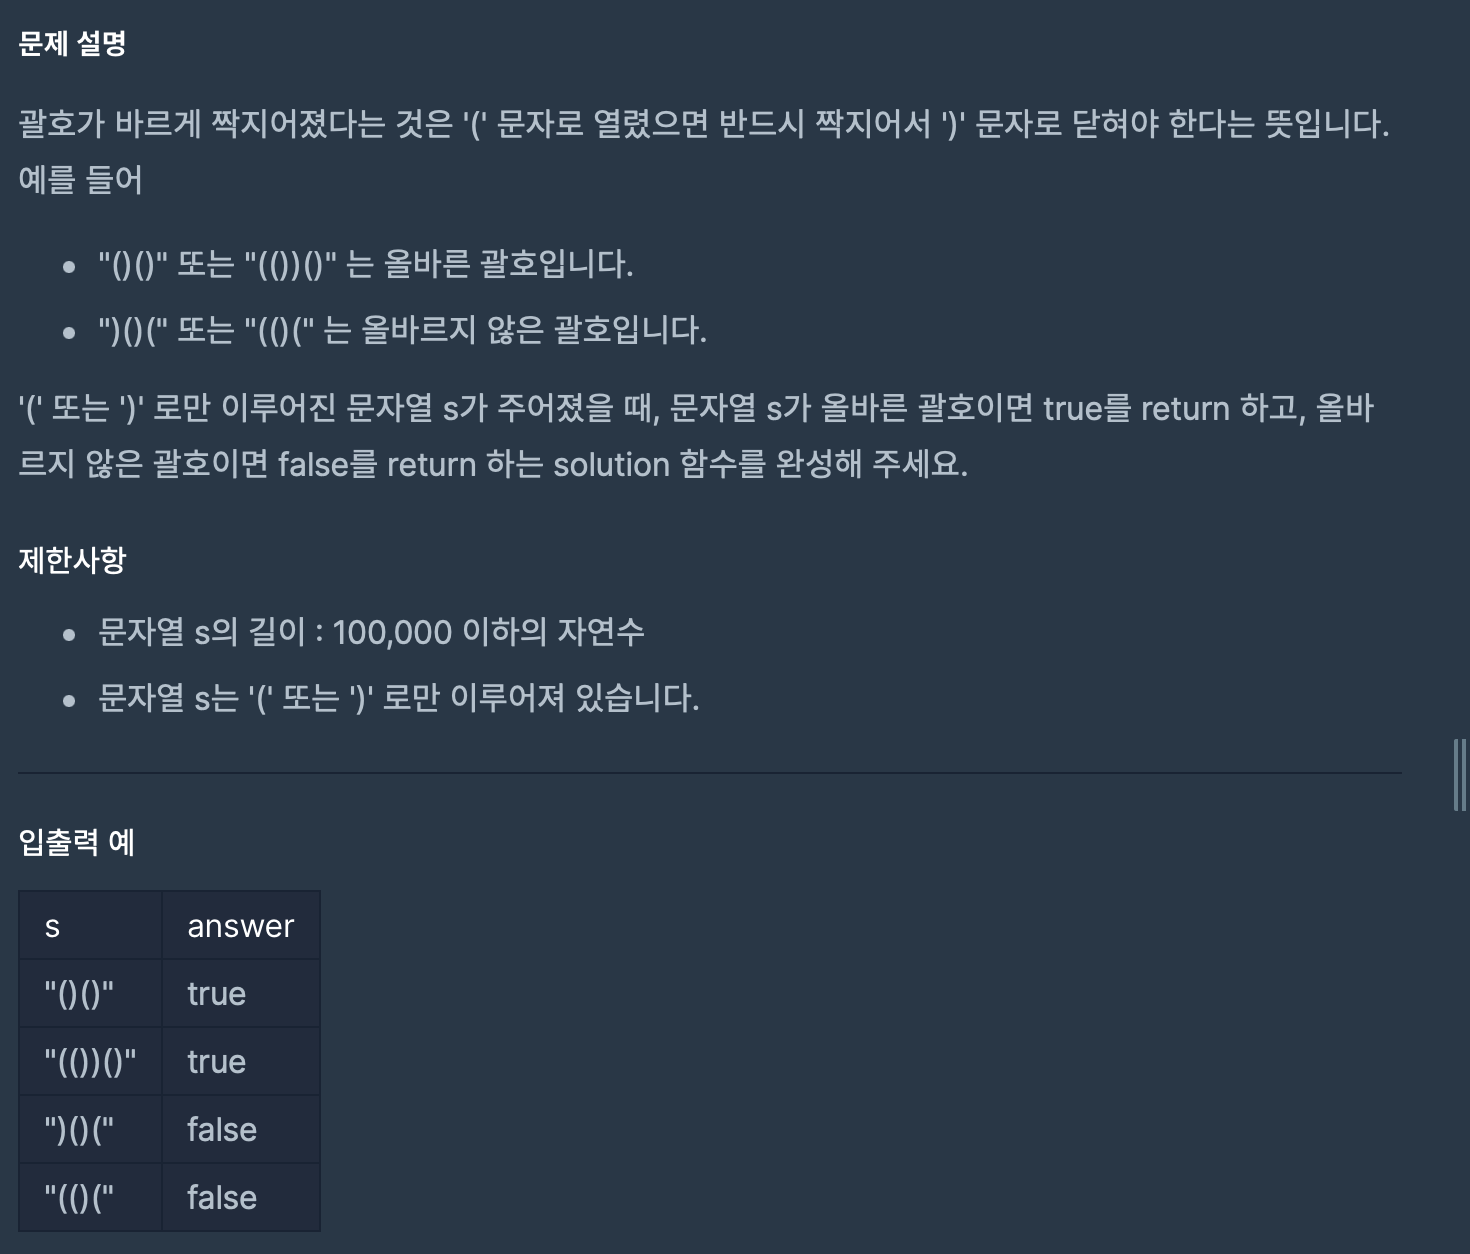 문제 설명
괄호가 바르게 짝지어졌다는 것은 '(' 문자로 열렸으면 반드시 짝지어서 ')' 문자로 닫혀야 한다는 뜻입니다.
예를 들어
• "()()" 또는 "(())()" 는 올바른 괄호입니다.
• ")()(" 또는 "(()(" 는 올바르지 않은 괄호입니다.
'(' 또는 ')' 로만 이루어진 문자열 s가 주어졌을 때, 문자열 s가 올바른 괄호이면 true를 return 하고, 올바
르지 않은 괄호이면 false를 return 하는 solution 함수를 완성해 주세요.
제한사항
• 문자열 s의 길이 : 100,000 이하의 자연수
• 문자열 s는 '(' 또는 ')' 로만 이루어져 있습니다.
입출력 예
s answer
"()()" true
"(())()" true
")()(" false
"(()(" false